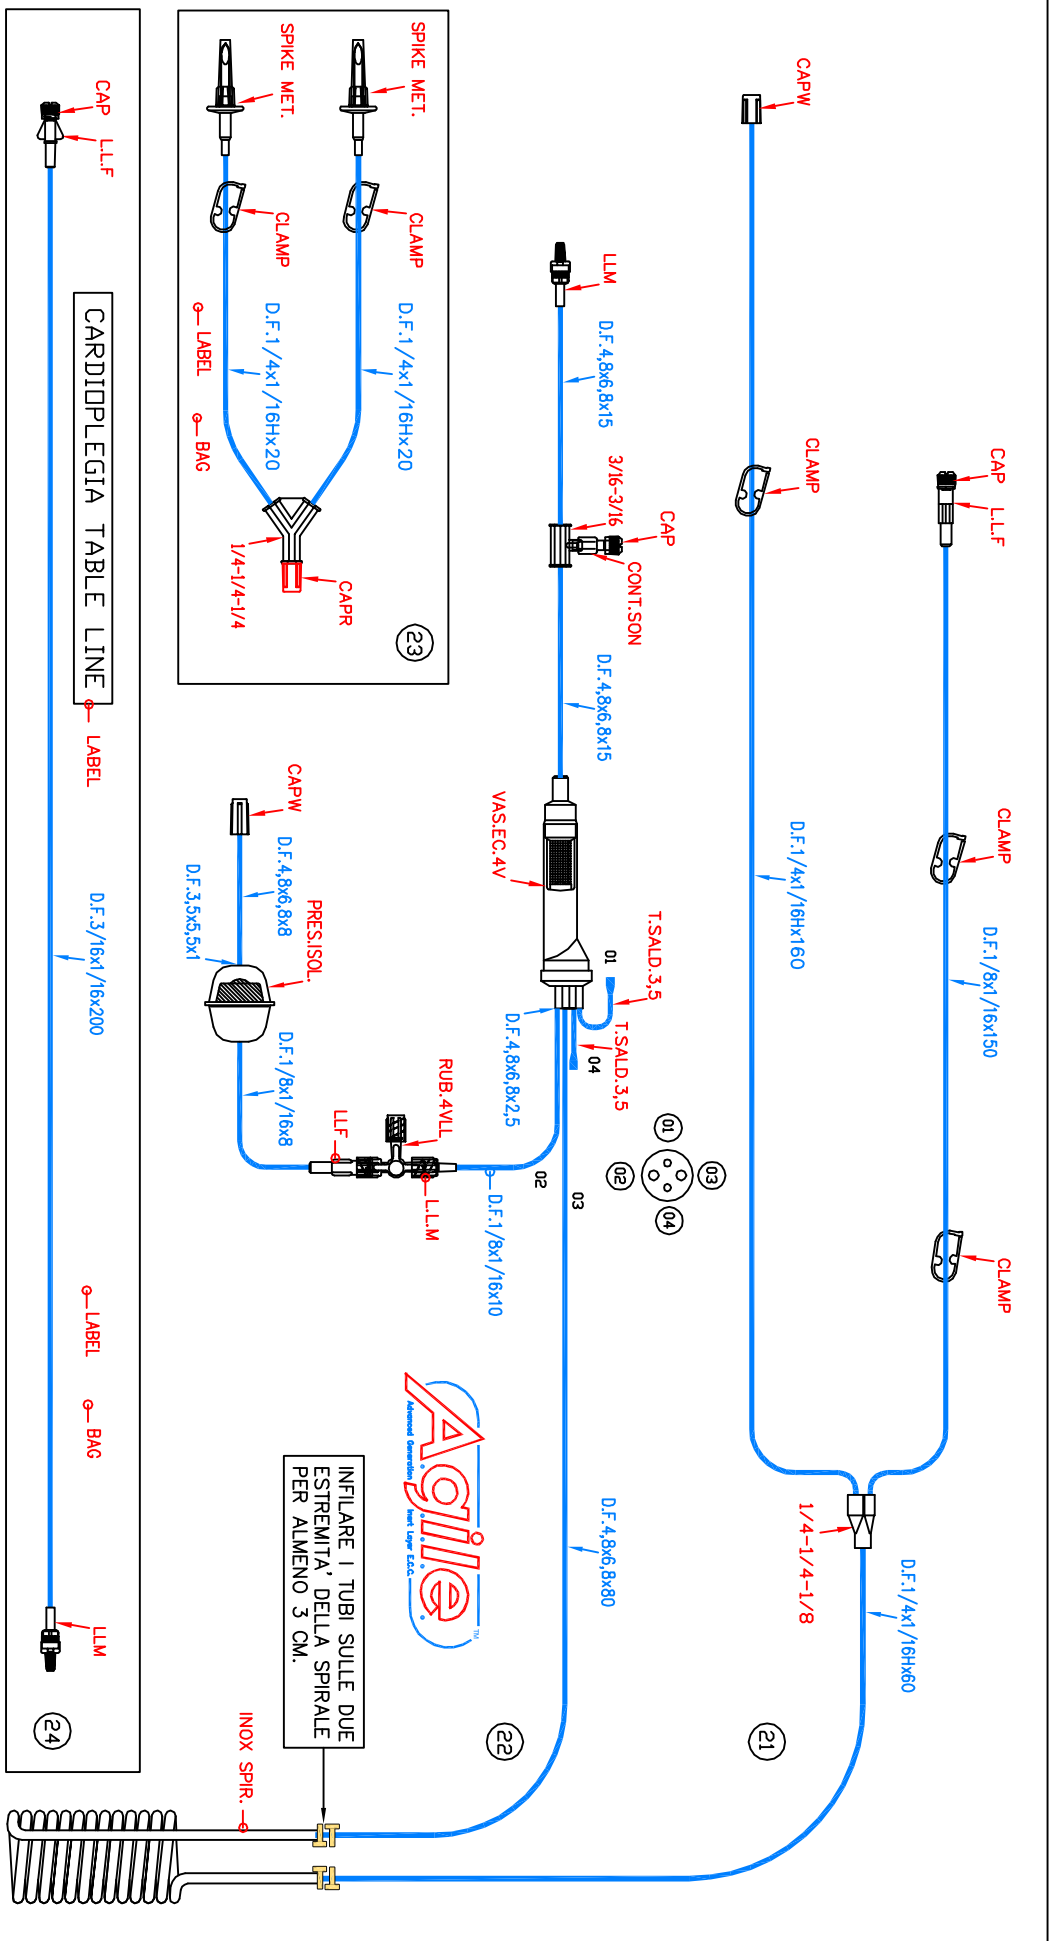 CAP
L.L.F
CLAMP
D.F.1/8x1/16x150
CLAMP
1/4-1/4-1/8
D.F.1/4x1/16Hx60
21
CAPW
CLAMP
D.F.1/4x1/16Hx160
LLM
D.F.4,8x6,8x15
3/16-3/16
CAP
CONT.SON
D.F.4,8x6,8x15
VAS.EC.4V
T.SALD.3,5
01
T.SALD.3,5
04
D.F.4,8x6,8x2,5
01
03
02
04
03
02
D.F.4,8x6,8x80
22
D.F.1/8x1/16x10
L.L.M
RUB.4VLL
LLF
CAPW
D.F.4,8x6,8x8
D.F.3,5x5,5x1
PRES.ISOL.
D.F.1/8x1/16x8
Agile
TM
Advanced Generation Inert Layer E.C.C.
INFILARE I TUBI SULLE DUE
ESTREMITA' DELLA SPIRALE
PER ALMENO 3 CM.
INOX SPIR.
SPIKE MET.
CLAMP
D.F.1/4x1/16Hx20
SPIKE MET.
CLAMP
D.F.1/4x1/16Hx20
LABEL
BAG
1/4-1/4-1/4
CAPR
23
CARDIOPLEGIA TABLE LINE
LABEL
CAP
L.L.F
D.F.3/16x1/16x200
LABEL
BAG
LLM
24